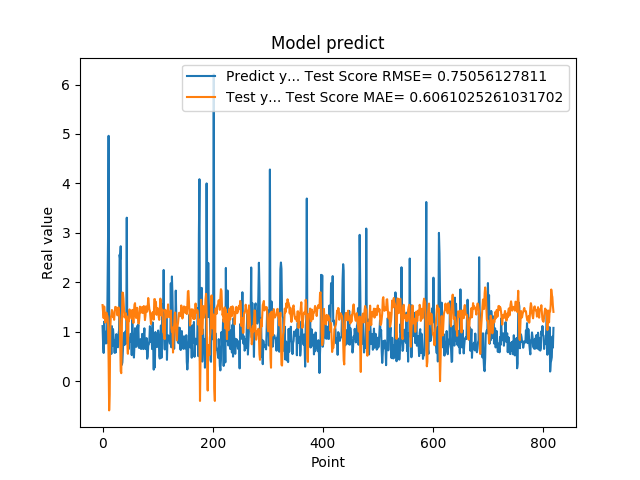 Model predict
Predict y... Test Score RMSE= 0.75056127811
Test y... Test Score MAE= 0.6061025261031702
6
5
4
3
2
1
0
Real value
0 200 400 600 800
Point